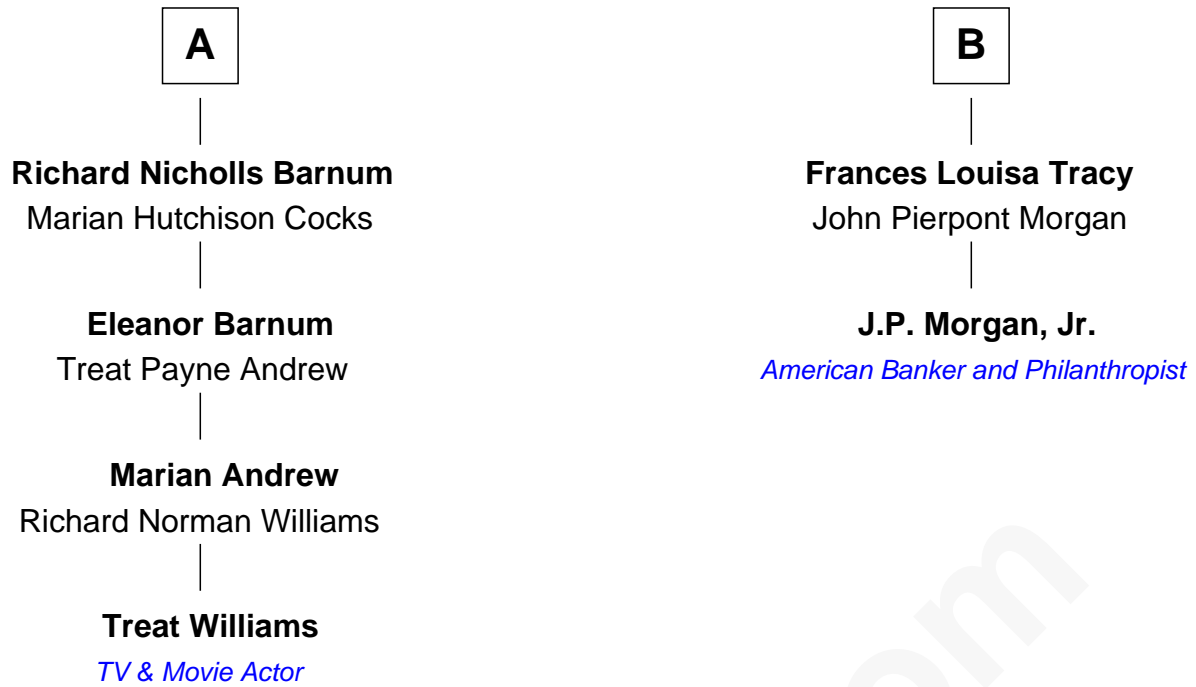 A
Richard Nicholls Barnum
Marian Hutchison Cocks
Eleanor Barnum
Treat Payne Andrew
Marian Andrew
Richard Norman Williams
Treat Williams
TV & Movie Actor
B
Frances Louisa Tracy
John Pierpont Morgan
J.P. Morgan, Jr.
American Banker and Philanthropist
om